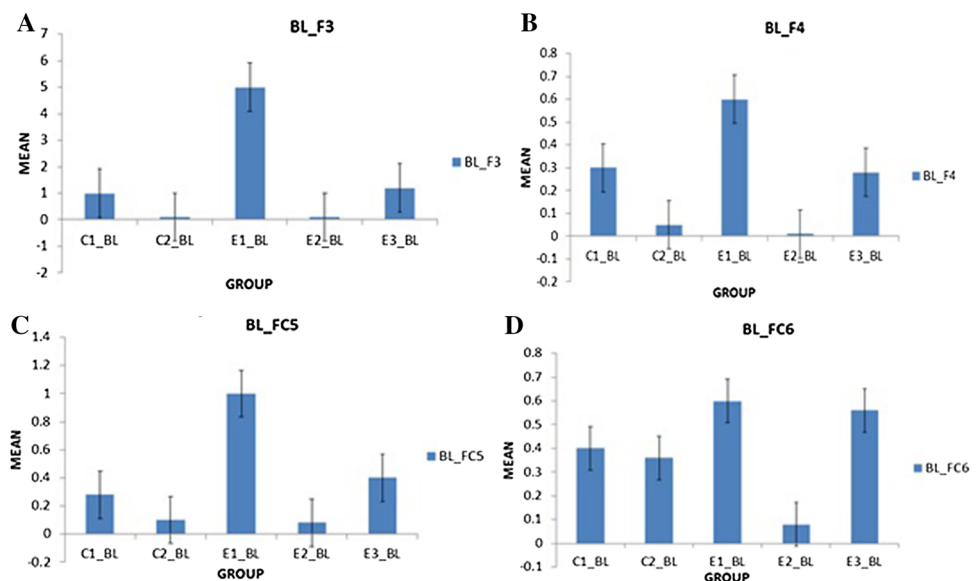 A
BL_F3
7
6
5
4
3
2
1
0
-1
-2
MEAN
C1_BL C2_BL E1_BL E2_BL E3_BL
GROUP
BL_F3
B
BL_F4
0.8
0.7
0.6
0.5
0.4
0.3
0.2
0.1
0
-0.1
-0.2
MEAN
C1_BL C2_BL E1_BL E2_BL E3_BL
GROUP
BL_F4
C
BL_FC5
1.4
1.2
1
0.8
0.6
0.4
0.2
0
-0.2
MEAN
C1_BL C2_BL E1_BL E2_BL E3_BL
GROUP
BL_FC5
D
BL_FC6
0.8
0.7
0.6
0.5
0.4
0.3
0.2
0.1
0
-0.1
MEAN
C1_BL C2_BL E1_BL E2_BL E3_BL
GROUP
BL_FC6